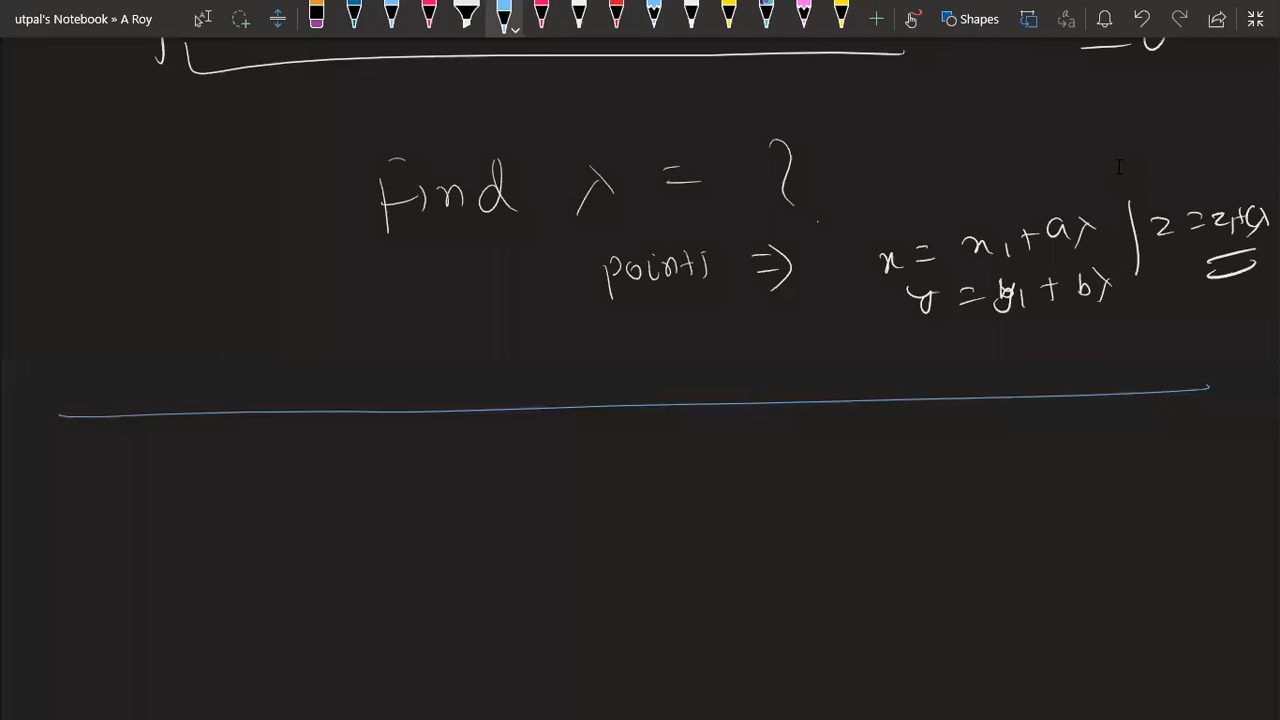 utpal's Notebook » A Roy
Shapes
Find λ = ?
points ⇒ x = x₁ + aλ | z = z₁+cλ
y = y₁ + bλ